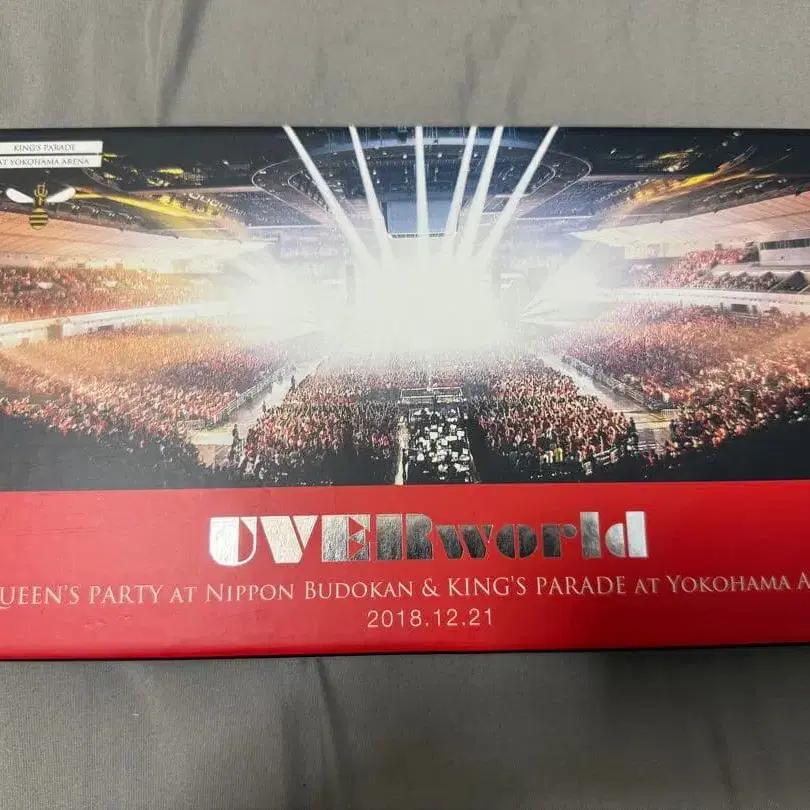 KING'S PARADE
AT YOKOHAMA ARENA
UVERworld
QUEEN'S PARTY AT NIPPON BUDOKAN & KING'S PARADE AT YOKOHAMA
2018.12.21